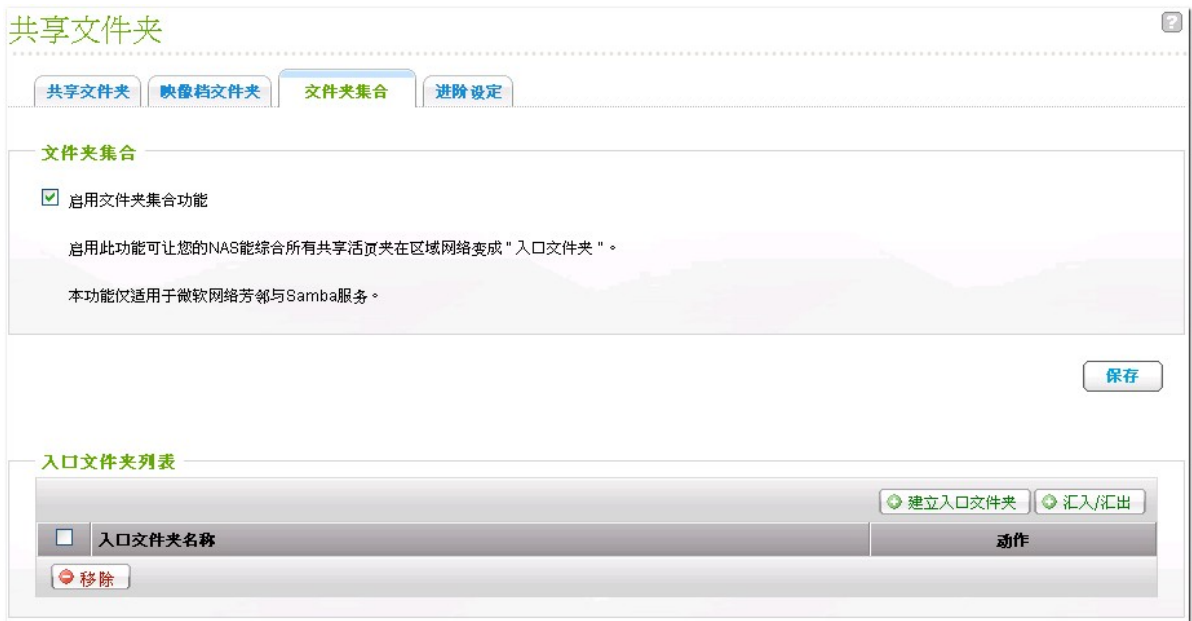 共享文件夹
?
共享文件夹 映像档文件夹 文件夹集合 进阶设定
文件夹集合
启用文件夹集合功能
启用此功能可让您的NAS能综合所有共享活页夹在区域网络变成"入口文件夹"。
本功能仅适用于微软网络芳邻与Samba服务。
保存
入口文件夹列表
建立入口文件夹 汇入/汇出
入口文件夹名称 动作
移除